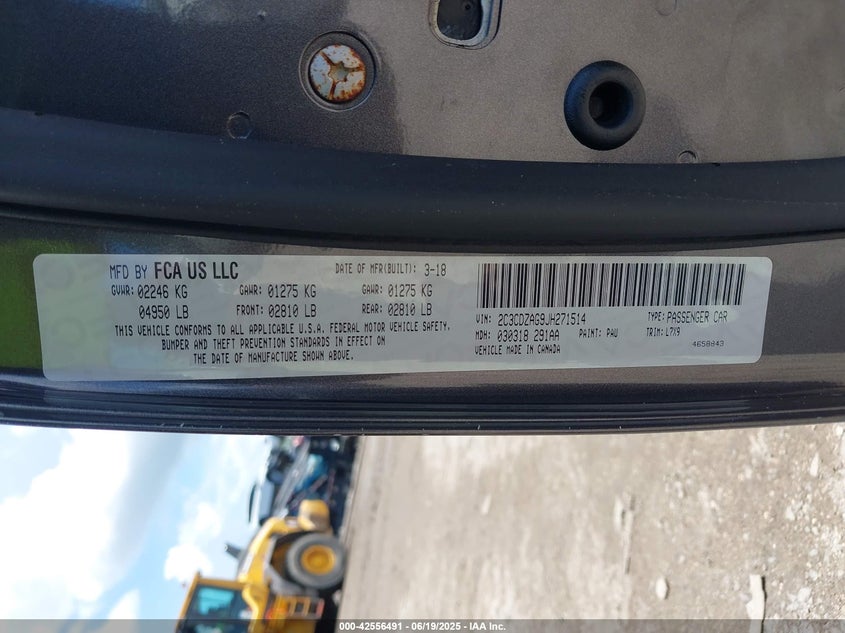 MFD BY FCA US LLC
DATE OF MFR(BUILT): 3-18
GVWR: 02246 KG
GAWR: 01275 KG
GAWR: 01275 KG
04950 LB
FRONT: 02810 LB
REAR: 02810 LB
THIS VEHICLE CONFORMS TO ALL APPLICABLE U.S.A. FEDERAL MOTOR VEHICLE SAFETY,
BUMPER AND THEFT PREVENTION STANDARDS IN EFFECT ON
THE DATE OF MANUFACTURE SHOWN ABOVE.
VIN: 2C3CDZAG9JH271514
TYPE: PASSENGER CAR
MDH: 030318 291AA
PAINT: PAU
TRIM: L7X9
VEHICLE MADE IN CANADA
4658843
000-42556491 - 06/19/2025 - IAA Inc.